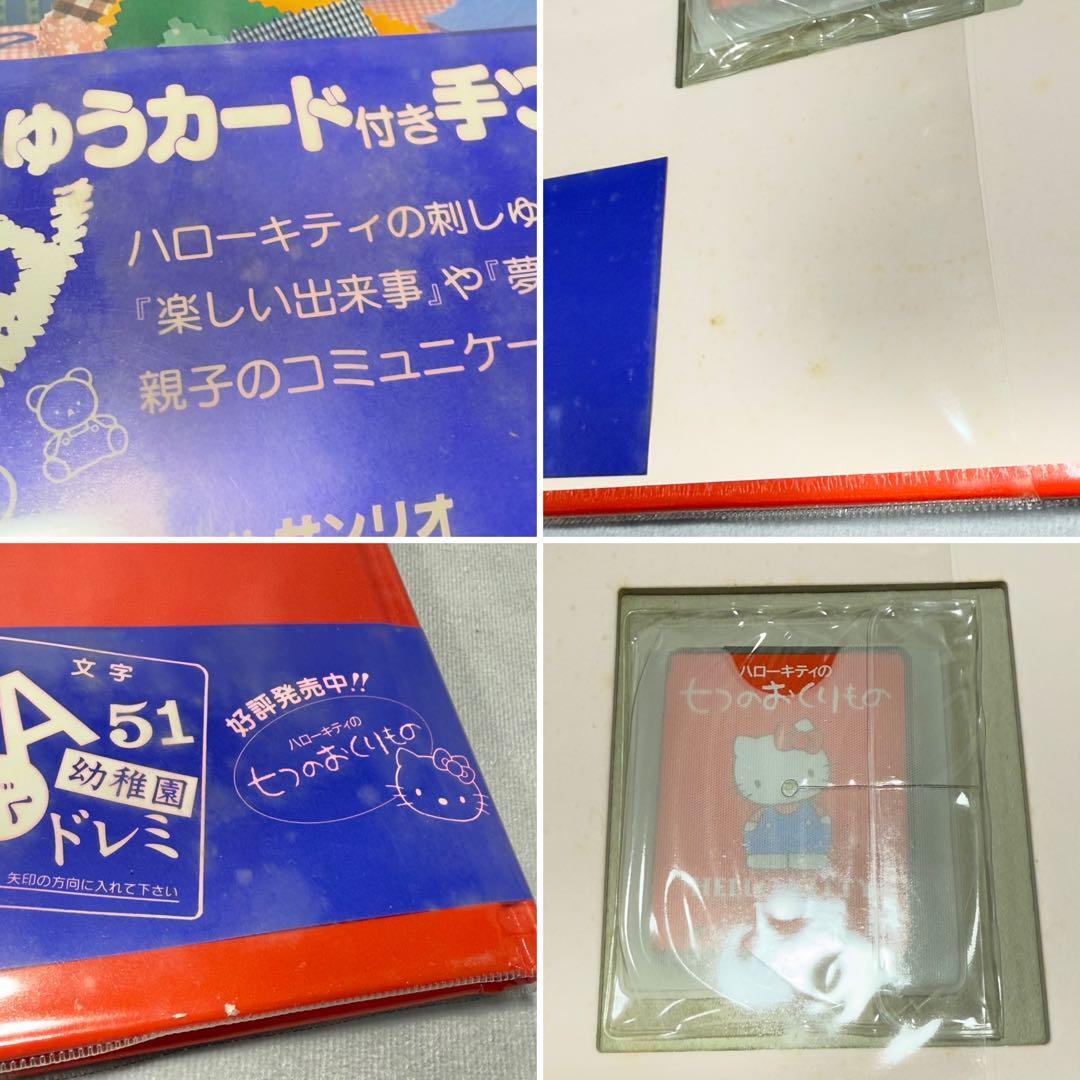 しゅうカード付き手づ
ハローキティの刺しゅ
『楽しい出来事』や『夢
親子のコミュニケー
サンリオ
文字
A
51
幼稚園
ドレミ
矢印の方向に入れて下さい
好評発売中!!
ハローキティの
七つのおくりもの
ハローキティの
七つのおくりもの
HELLO KITTY